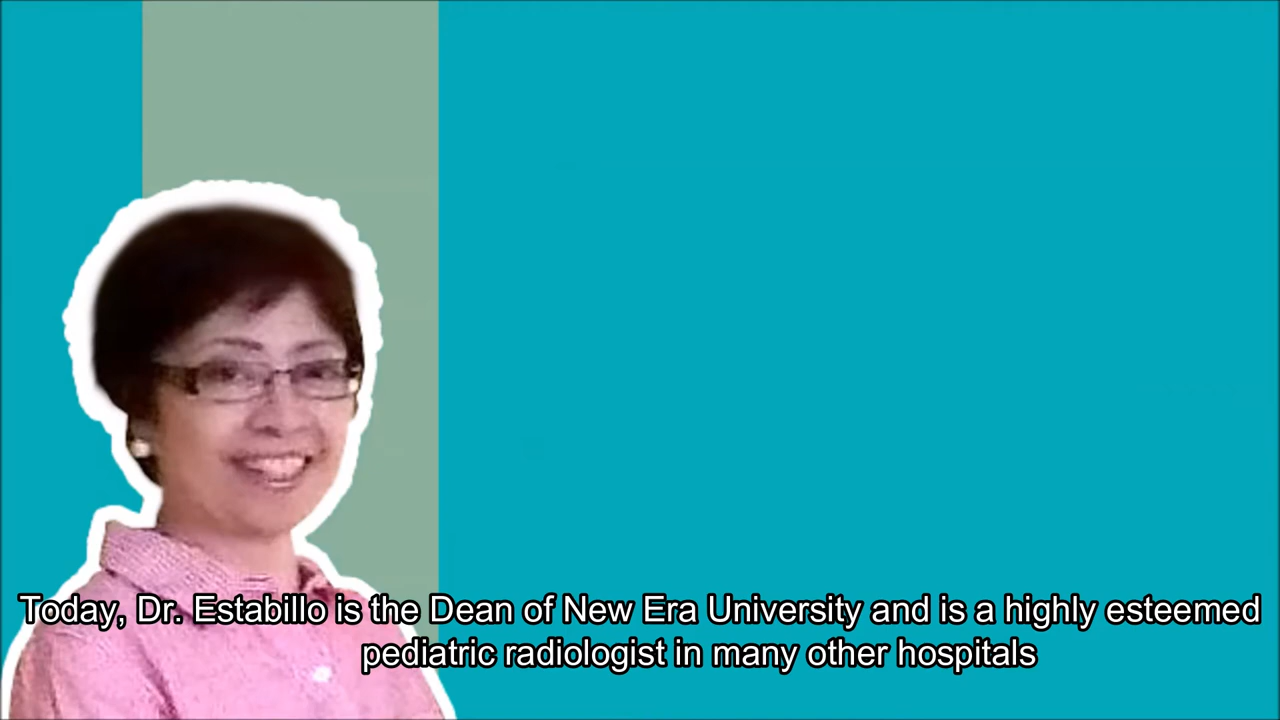 Today, Dr. Estabillo is the Dean of New Era University and is a highly esteemed
pediatric radiologist in many other hospitals